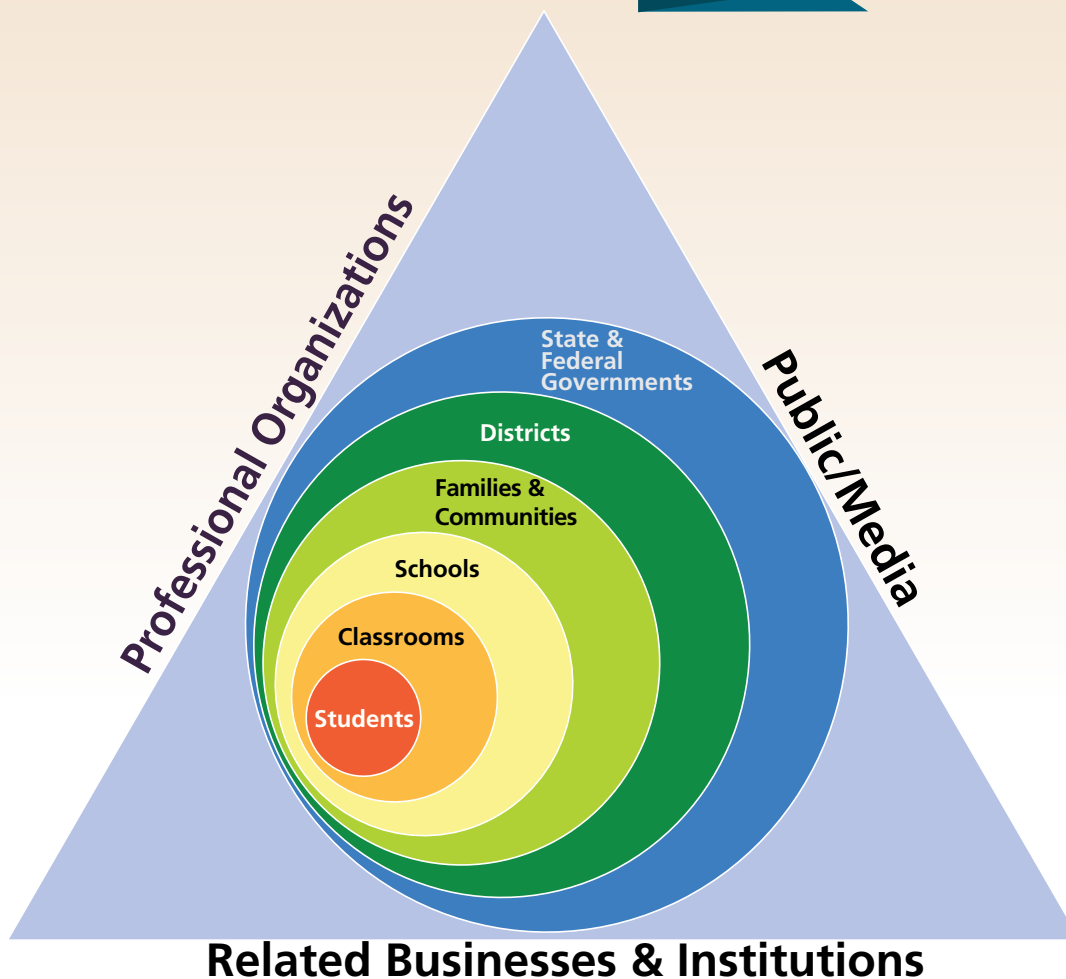 Professional Organizations
Public/Media
State &
Federal
Governments
Districts
Families &
Communities
Schools
Classrooms
Students
Related Businesses & Institutions